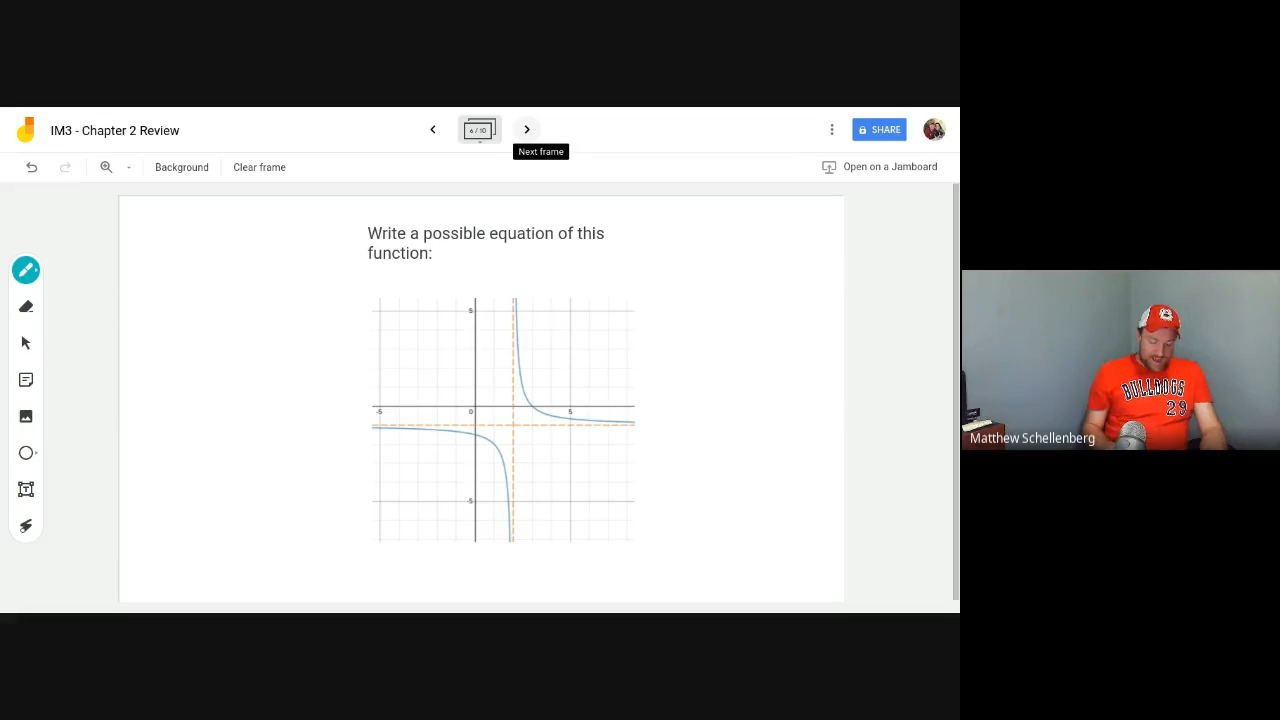 IM3 - Chapter 2 Review
6 / 10
SHARE
Next frame
Background
Clear frame
Open on a Jamboard
Write a possible equation of this
function:
5
-5
0
5
-5
BULLDOGS
29
Matthew Schellenberg